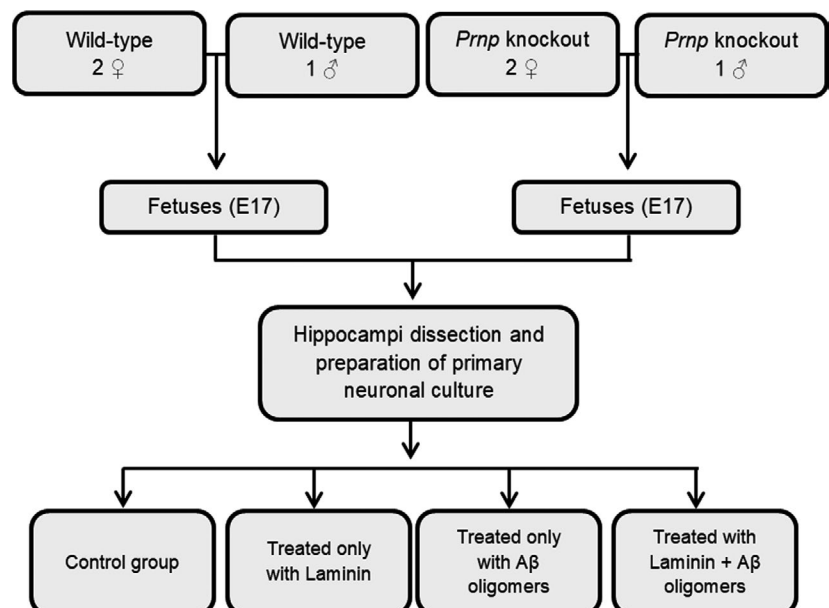 Wild-type
2 ♀
Wild-type
1 ♂
Prnp knockout
2 ♀
Prnp knockout
1 ♂
Fetuses (E17)
Fetuses (E17)
Hippocampi dissection and
preparation of primary
neuronal culture
Control group
Treated only
with Laminin
Treated only
with Aβ
oligomers
Treated with
Laminin + Aβ
oligomers